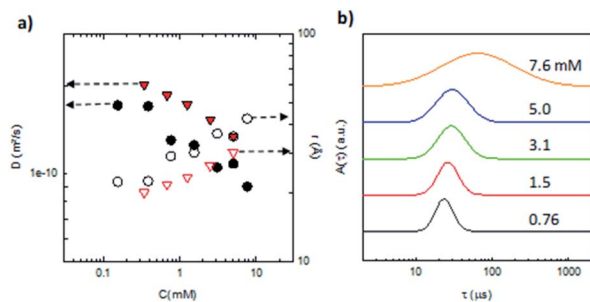 a)
100
D (m²/s)
r (Å)
1e-10
10
0.1
1
10
C(mM)
b)
7.6 mM
5.0
3.1
1.5
0.76
A(τ) (a.u.)
10
100
1000
τ (μs)